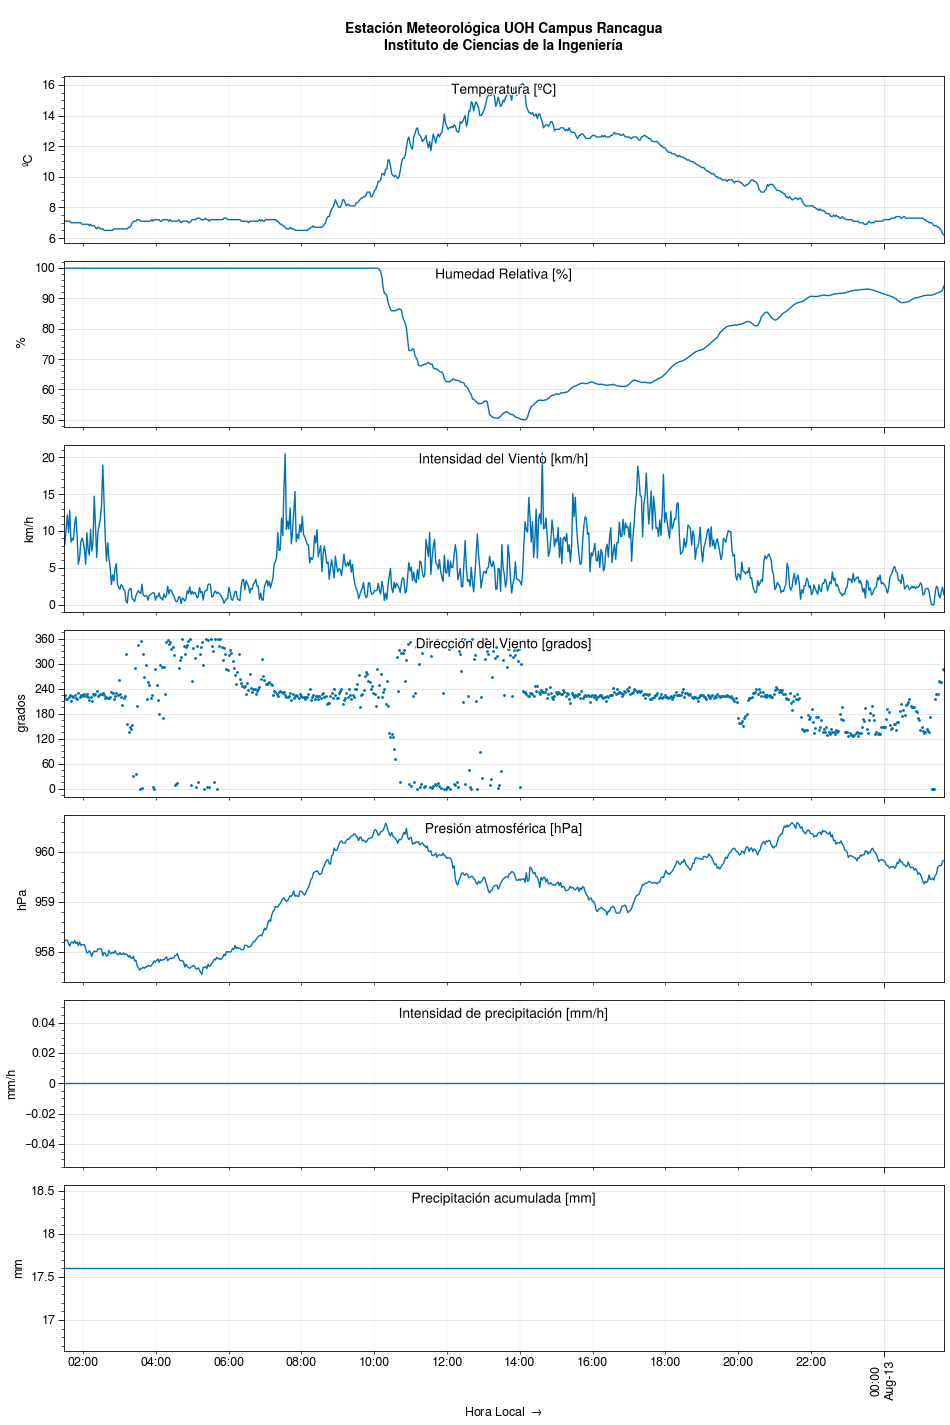 Estación Meteorológica UOH Campus Rancagua
Instituto de Ciencias de la Ingeniería
Temperatura [ºC]
16
14
12
10
8
6
ºC
Humedad Relativa [%]
100
90
80
70
60
50
%
Intensidad del Viento [km/h]
20
15
10
5
0
km/h
Dirección del Viento [grados]
360
300
240
180
120
60
0
grados
Presión atmosférica [hPa]
960
959
958
hPa
Intensidad de precipitación [mm/h]
0.04
0.02
0
−0.02
−0.04
mm/h
Precipitación acumulada [mm]
18.5
18
17.5
17
mm
02:00 04:00 06:00 08:00 10:00 12:00 14:00 16:00 18:00 20:00 22:00
00:00
Aug-13
Hora Local →